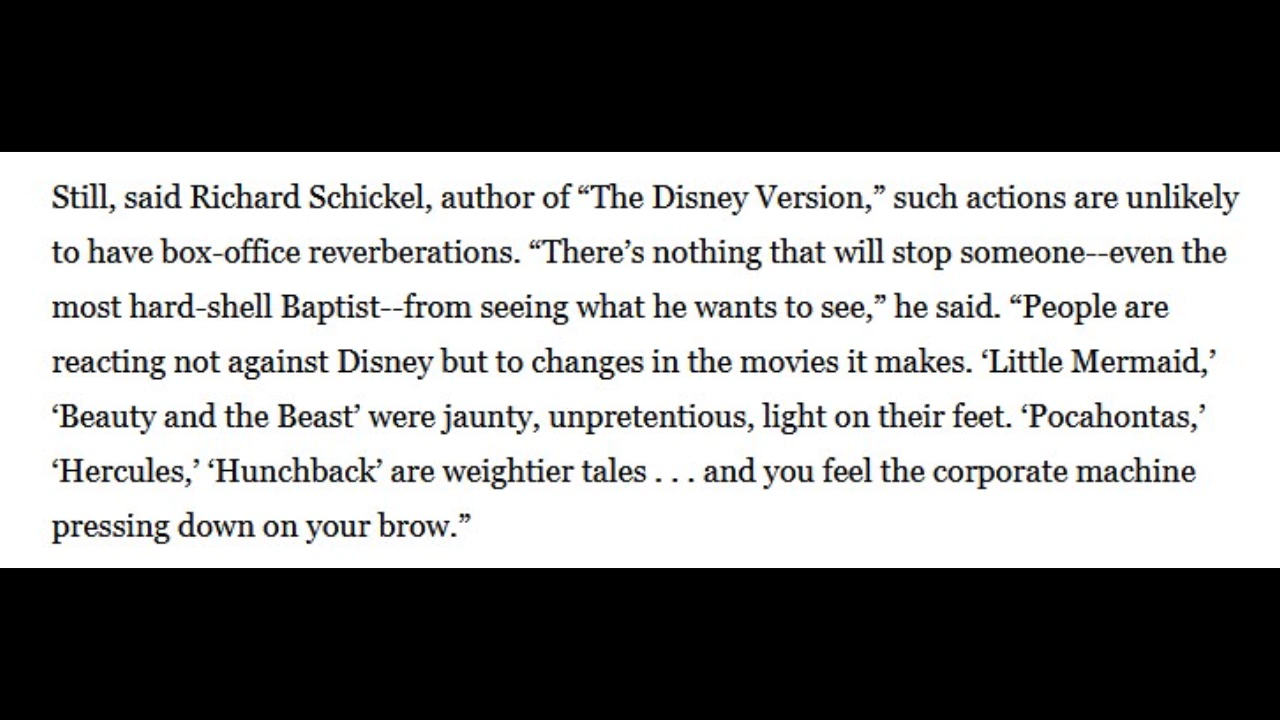 Still, said Richard Schickel, author of “The Disney Version,” such actions are unlikely
to have box-office reverberations. “There’s nothing that will stop someone--even the
most hard-shell Baptist--from seeing what he wants to see,” he said. “People are
reacting not against Disney but to changes in the movies it makes. ‘Little Mermaid,’
‘Beauty and the Beast’ were jaunty, unpretentious, light on their feet. ‘Pocahontas,’
‘Hercules,’ ‘Hunchback’ are weightier tales . . . and you feel the corporate machine
pressing down on your brow.”